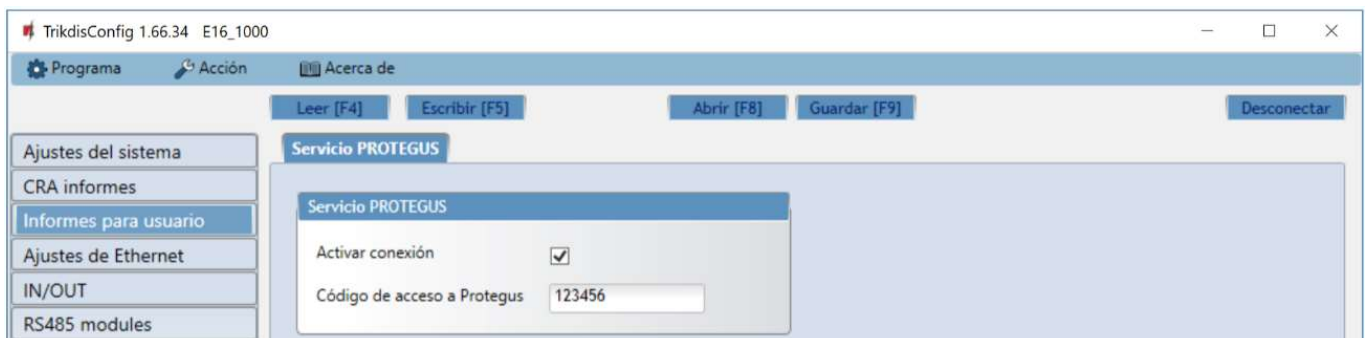 TrikdisConfig 1.66.34 E16_1000
Programa Acción Acerca de
Leer [F4] Escribir [F5] Abrir [F8] Guardar [F9] Desconectar
Ajustes del sistema
CRA informes
Informes para usuario
Ajustes de Ethernet
IN/OUT
RS485 modules
Servicio PROTEGUS
Servicio PROTEGUS
Activar conexión
Código de acceso a Protegus 123456